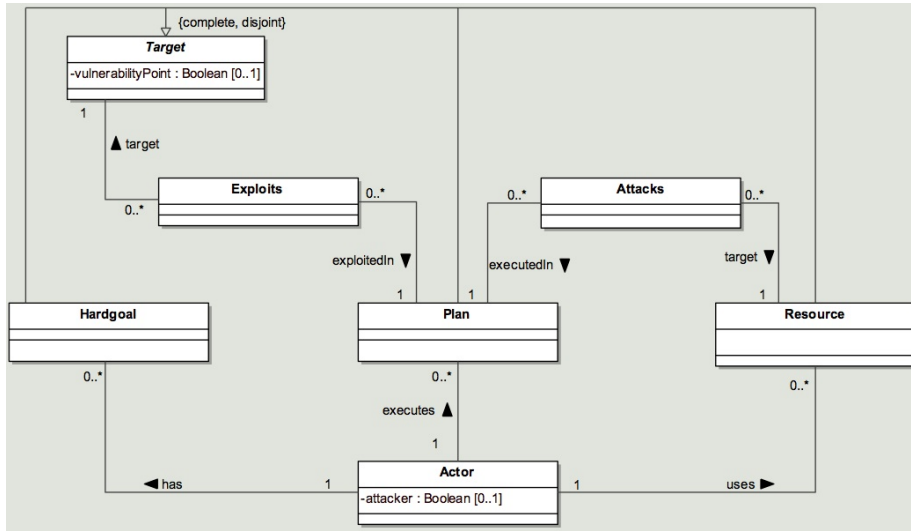 {complete, disjoint}
Target
-vulnerabilityPoint : Boolean [0..1]
1
target
Exploits
0..*
0..*
Attacks
0..*
0..*
exploitedIn
executedIn
target
1
1
1
Hardgoal
Plan
Resource
0..*
0..*
0..*
executes
1
Actor
-attacker : Boolean [0..1]
has
1
1
uses